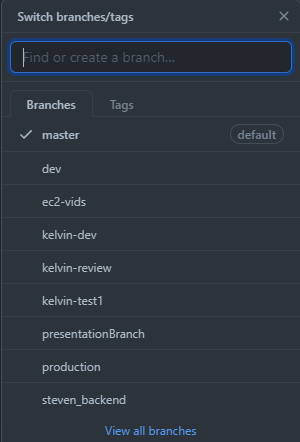 Switch branches/tags
Find or create a branch...
Branches Tags
master default
dev
ec2-vids
kelvin-dev
kelvin-review
kelvin-test1
presentationBranch
production
steven_backend
View all branches